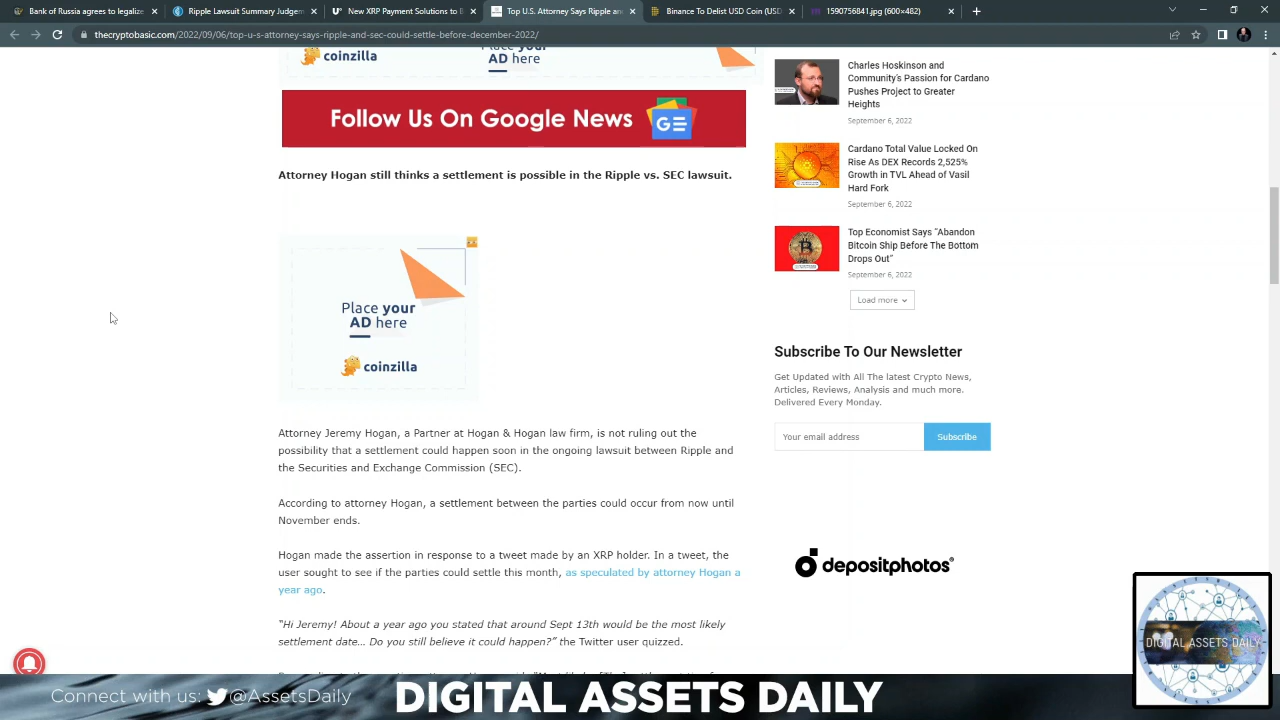 Bank of Russia agrees to legalize
Ripple Lawsuit Summary Judgem
New XRP Payment Solutions to B
Top U.S. Attorney Says Ripple an
Binance To Delist USD Coin (USD
1590756841.jpg (600×482)
thecryptobasic.com/2022/09/06/top-u-s-attorney-says-ripple-and-sec-could-settle-before-december-2022/
coinzilla
Place your
AD here
Follow Us On Google News
GE
Attorney Hogan still thinks a settlement is possible in the Ripple vs. SEC lawsuit.
Place your
AD here
coinzilla
Attorney Jeremy Hogan, a Partner at Hogan & Hogan law firm, is not ruling out the
possibility that a settlement could happen soon in the ongoing lawsuit between Ripple and
the Securities and Exchange Commission (SEC).
According to attorney Hogan, a settlement between the parties could occur from now until
November ends.
Hogan made the assertion in response to a tweet made by an XRP holder. In a tweet, the
user sought to see if the parties could settle this month, as speculated by attorney Hogan a
year ago.
“Hi Jeremy! About a year ago you stated that around Sept 13th would be the most likely
settlement date… Do you still believe it could happen?” the Twitter user quizzed.
Charles Hoskinson and
Community’s Passion for Cardano
Pushes Project to Greater
Heights
September 6, 2022
Cardano Total Value Locked On
Rise As DEX Records 2,525%
Growth in TVL Ahead of Vasil
Hard Fork
September 6, 2022
Top Economist Says “Abandon
Bitcoin Ship Before The Bottom
Drops Out”
September 6, 2022
Load more
Subscribe To Our Newsletter
Get Updated with All The latest Crypto News,
Articles, Reviews, Analysis and much more.
Delivered Every Monday.
Your email address
Subscribe
depositphotos
DIGITAL ASSETS DAILY
Connect with us: @AssetsDaily
DIGITAL ASSETS DAILY